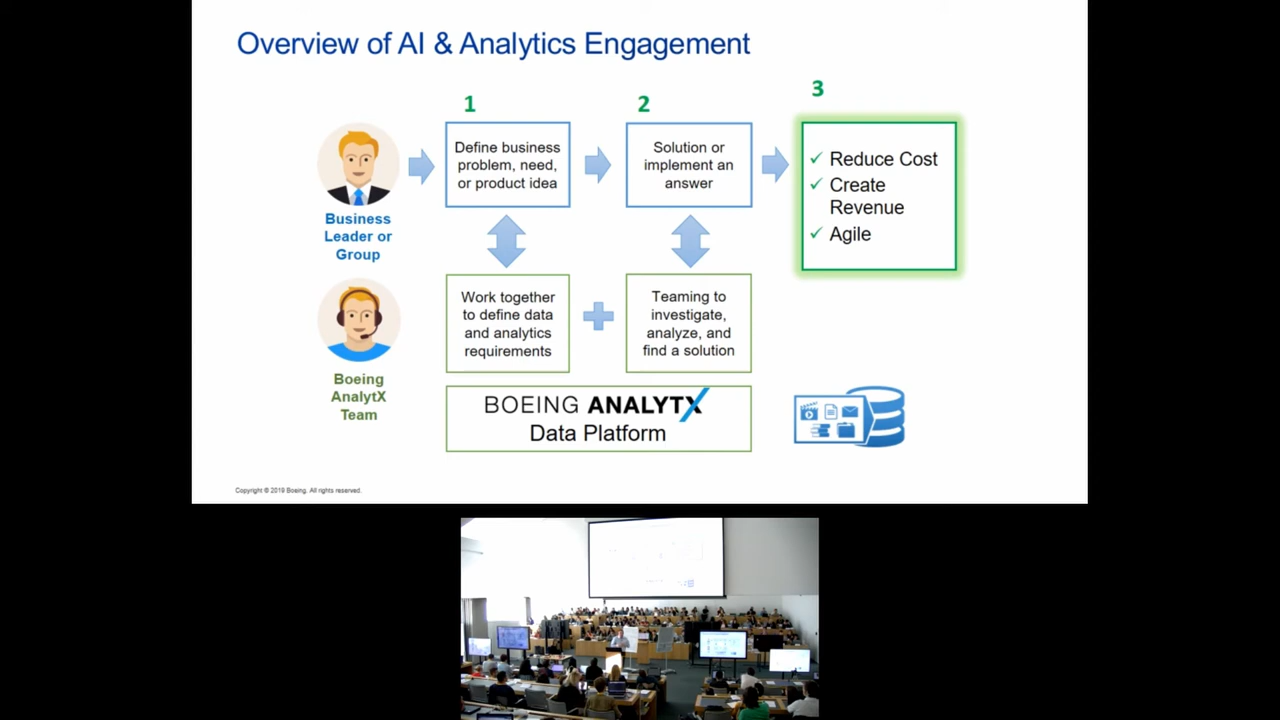 Overview of AI & Analytics Engagement
1
2
3
Define business
problem, need,
or product idea
Solution or
implement an
answer
✓ Reduce Cost
✓ Create
Revenue
✓ Agile
Business
Leader or
Group
Work together
to define data
and analytics
requirements
Teaming to
investigate,
analyze, and
find a solution
Boeing
AnalytX
Team
BOEING ANALYTX
Data Platform
Copyright © 2019 Boeing. All rights reserved.